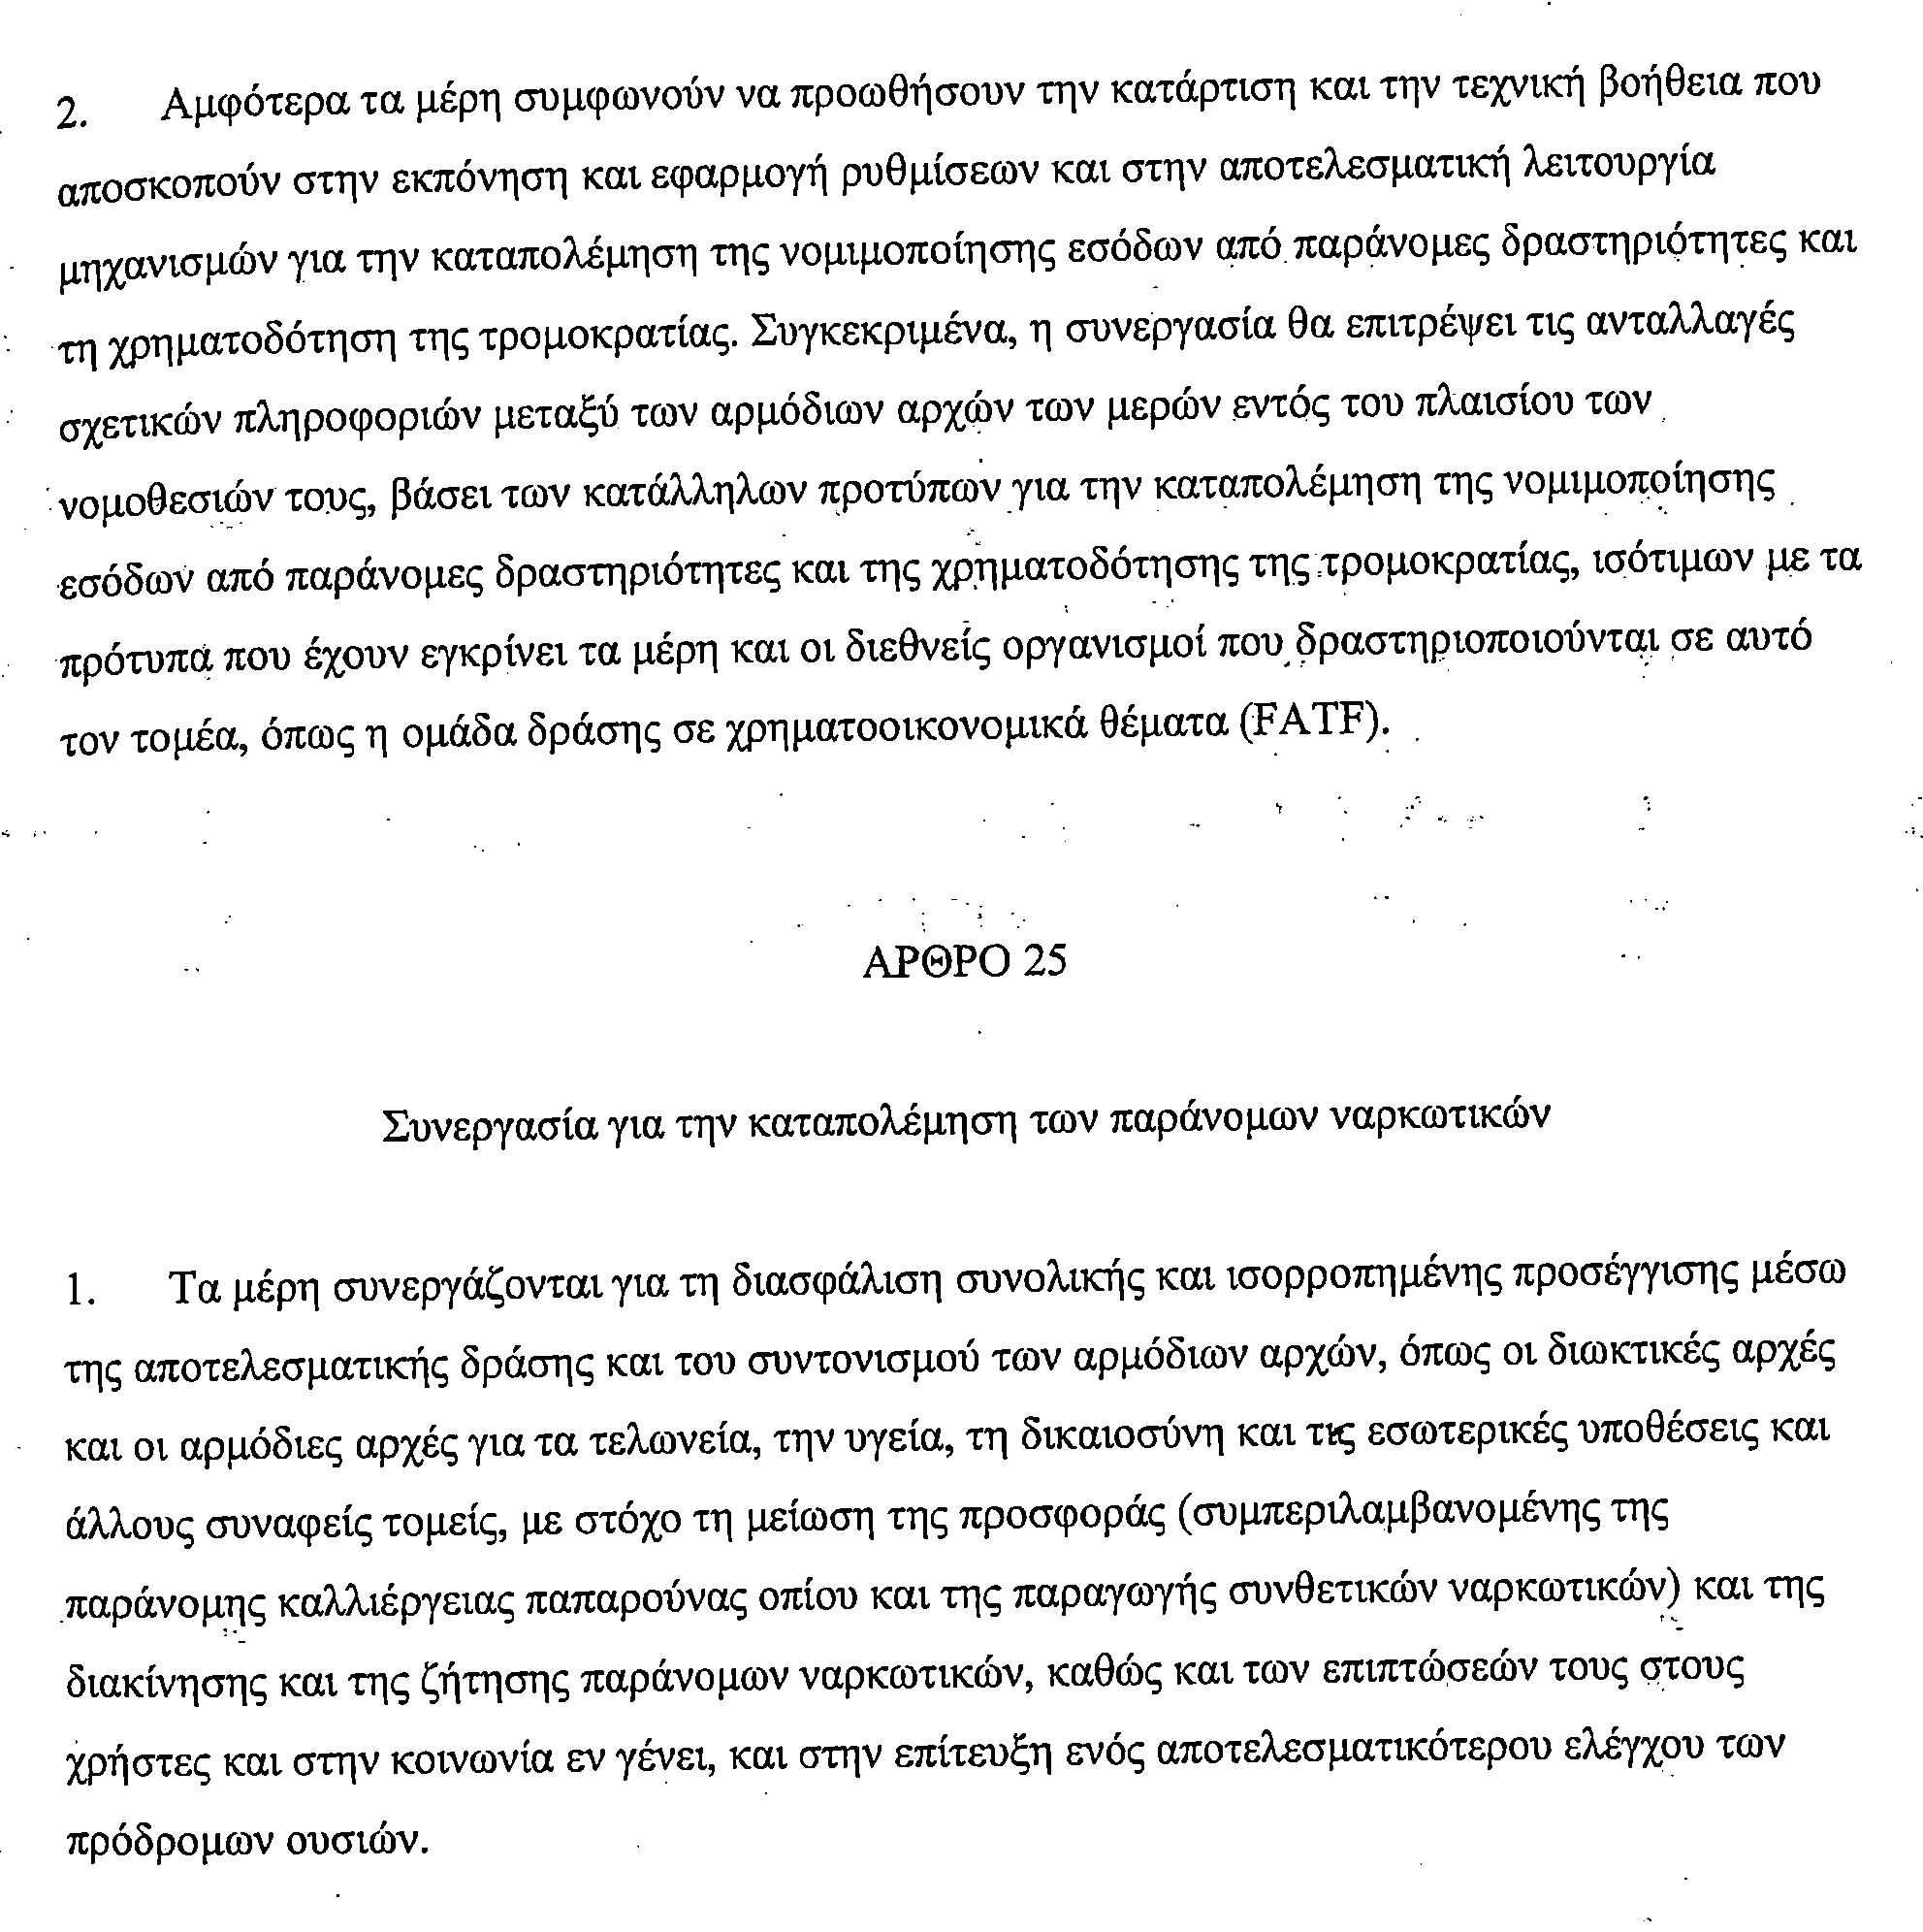 2. Αμφότερα τα μέρη συμφωνούν να προωθήσουν την κατάρτιση και την τεχνική βοήθεια που
αποσκοπούν στην εκπόνηση και εφαρμογή ρυθμίσεων και στην αποτελεσματική λειτουργία
μηχανισμών για την καταπολέμηση της νομιμοποίησης εσόδων από παράνομες δραστηριότητες και
τη χρηματοδότηση της τρομοκρατίας. Συγκεκριμένα, η συνεργασία θα επιτρέψει τις ανταλλαγές
σχετικών πληροφοριών μεταξύ των αρμόδιων αρχών των μερών εντός του πλαισίου των
νομοθεσιών τους, βάσει των κατάλληλων προτύπων για την καταπολέμηση της νομιμοποίησης
εσόδων από παράνομες δραστηριότητες και της χρηματοδότησης της τρομοκρατίας, ισότιμων με τα
πρότυπα που έχουν εγκρίνει τα μέρη και οι διεθνείς οργανισμοί που δραστηριοποιούνται σε αυτό
τον τομέα, όπως η ομάδα δράσης σε χρηματοοικονομικά θέματα (FATF).
ΑΡΘΡΟ 25
Συνεργασία για την καταπολέμηση των παράνομων ναρκωτικών
1. Τα μέρη συνεργάζονται για τη διασφάλιση συνολικής και ισορροπημένης προσέγγισης μέσω
της αποτελεσματικής δράσης και του συντονισμού των αρμόδιων αρχών, όπως οι διωκτικές αρχές
και οι αρμόδιες αρχές για τα τελωνεία, την υγεία, τη δικαιοσύνη και τις εσωτερικές υποθέσεις και
άλλους συναφείς τομείς, με στόχο τη μείωση της προσφοράς (συμπεριλαμβανομένης της
παράνομης καλλιέργειας παπαρούνας οπίου και της παραγωγής συνθετικών ναρκωτικών) και της
διακίνησης και της ζήτησης παράνομων ναρκωτικών, καθώς και των επιπτώσεών τους στους
χρήστες και στην κοινωνία εν γένει, και στην επίτευξη ενός αποτελεσματικότερου ελέγχου των
πρόδρομων ουσιών.